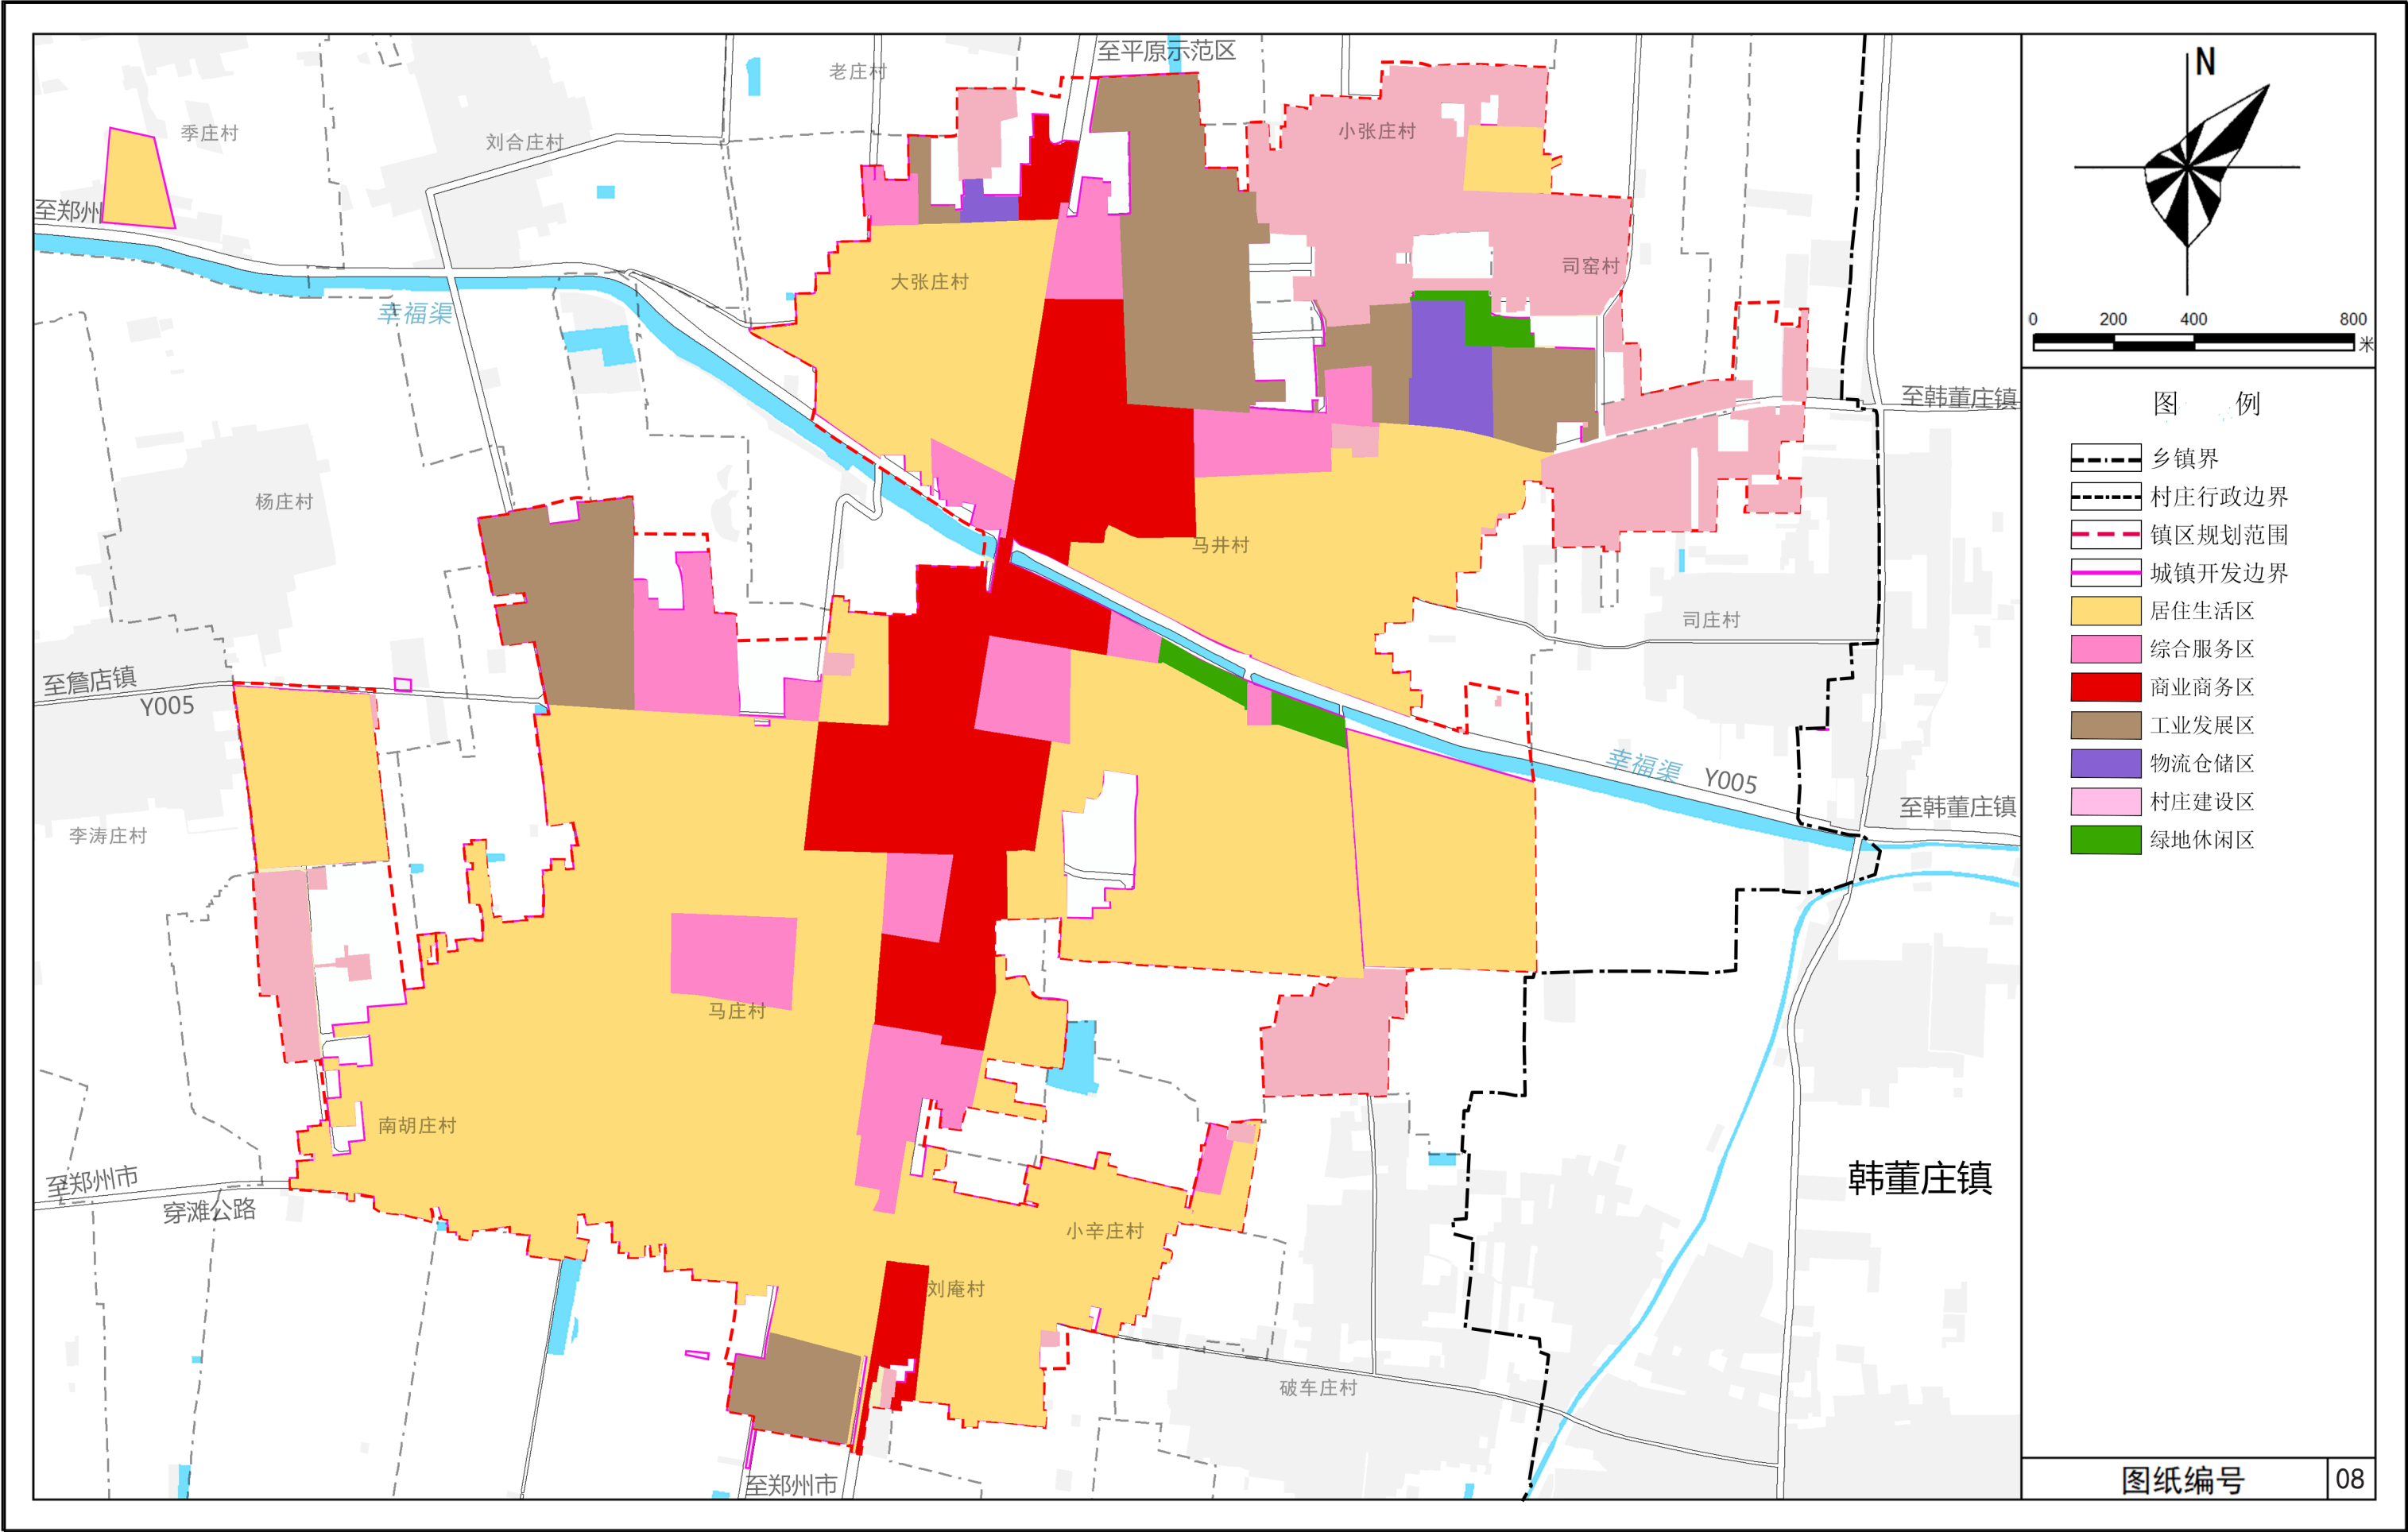 至平原示范区
老庄村
季庄村
刘合庄村
小张庄村
至郑州
司窑村
大张庄村
幸福渠
至韩董庄镇
杨庄村
马井村
司庄村
至詹店镇
Y005
幸福渠
Y005
至韩董庄镇
李涛庄村
马庄村
南胡庄村
至郑州市
穿滩公路
小辛庄村
韩董庄镇
刘庵村
破车庄村
至郑州市
N
0 200 400 800
米
图 例
乡镇界
村庄行政边界
镇区规划范围
城镇开发边界
居住生活区
综合服务区
商业商务区
工业发展区
物流仓储区
村庄建设区
绿地休闲区
图纸编号 08